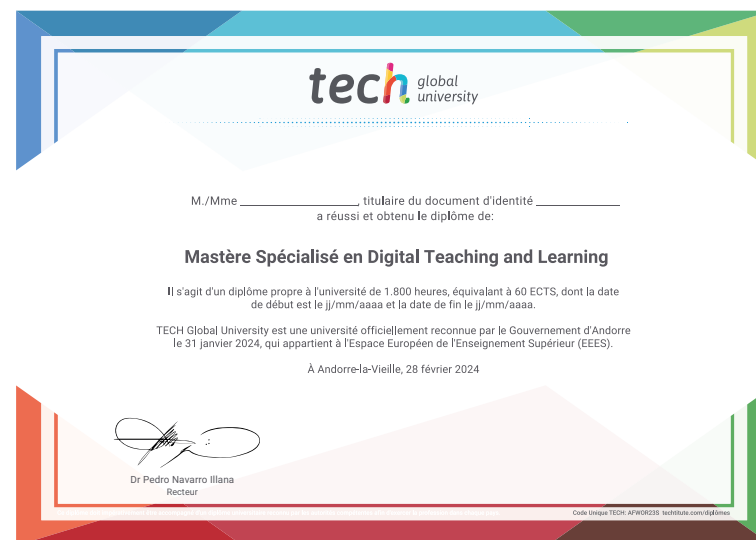 tech global
university
M./Mme ____________________, titulaire du document d'identité ______________
a réussi et obtenu le diplôme de:
Mastère Spécialisé en Digital Teaching and Learning
Il s'agit d'un diplôme propre à l'université de 1.800 heures, équivalant à 60 ECTS, dont la date
de début est le jj/mm/aaaa et la date de fin le jj/mm/aaaa.
TECH Global University est une université officiellement reconnue par le Gouvernement d'Andorre
le 31 janvier 2024, qui appartient à l'Espace Européen de l'Enseignement Supérieur (EEES).
À Andorre-la-Vieille, 28 février 2024
Dr Pedro Navarro Illana
Recteur
Code Unique TECH: AFWOR23S techtitute.com/diplômes